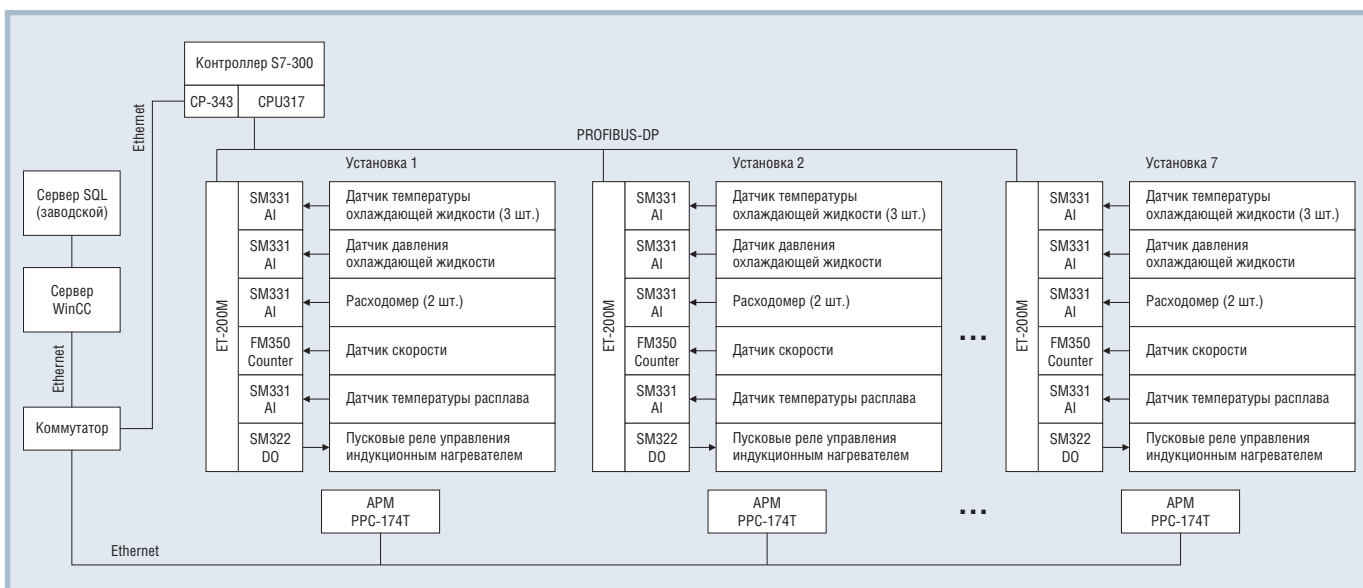 Контроллер S7-300
CP-343
CPU317
Ethernet
PROFIBUS-DP
Сервер SQL
(заводской)
Сервер
WinCC
Ethernet
Коммутатор
Установка 1
ET-200M
SM331
AI
Датчик температуры
охлаждающей жидкости (3 шт.)
SM331
AI
Датчик давления
охлаждающей жидкости
SM331
AI
Расходомер (2 шт.)
FM350
Counter
Датчик скорости
SM331
AI
Датчик температуры расплава
SM322
DO
Пусковые реле управления
индукционным нагревателем
АРМ
PPC-174T
Установка 2
ET-200M
SM331
AI
Датчик температуры
охлаждающей жидкости (3 шт.)
SM331
AI
Датчик давления
охлаждающей жидкости
SM331
AI
Расходомер (2 шт.)
FM350
Counter
Датчик скорости
SM331
AI
Датчик температуры расплава
SM322
DO
Пусковые реле управления
индукционным нагревателем
АРМ
PPC-174T
...
...
Установка 7
ET-200M
SM331
AI
Датчик температуры
охлаждающей жидкости (3 шт.)
SM331
AI
Датчик давления
охлаждающей жидкости
SM331
AI
Расходомер (2 шт.)
FM350
Counter
Датчик скорости
SM331
AI
Датчик температуры расплава
SM322
DO
Пусковые реле управления
индукционным нагревателем
АРМ
PPC-174T
Ethernet